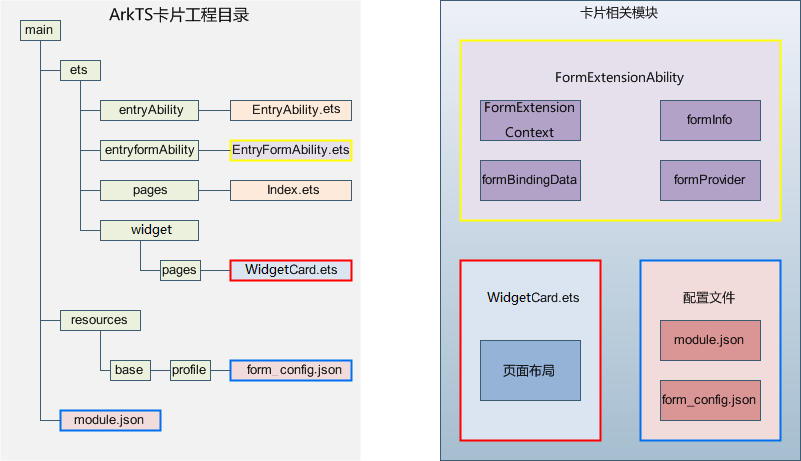 ArkTS卡片工程目录
main
ets
entryAbility
EntryAbility.ets
entryformAbility
EntryFormAbility.ets
pages
Index.ets
widget
pages
WidgetCard.ets
resources
base
profile
form_config.json
module.json
卡片相关模块
FormExtensionAbility
FormExtension
Context
formInfo
formBindingData
formProvider
WidgetCard.ets
页面布局
配置文件
module.json
form_config.json